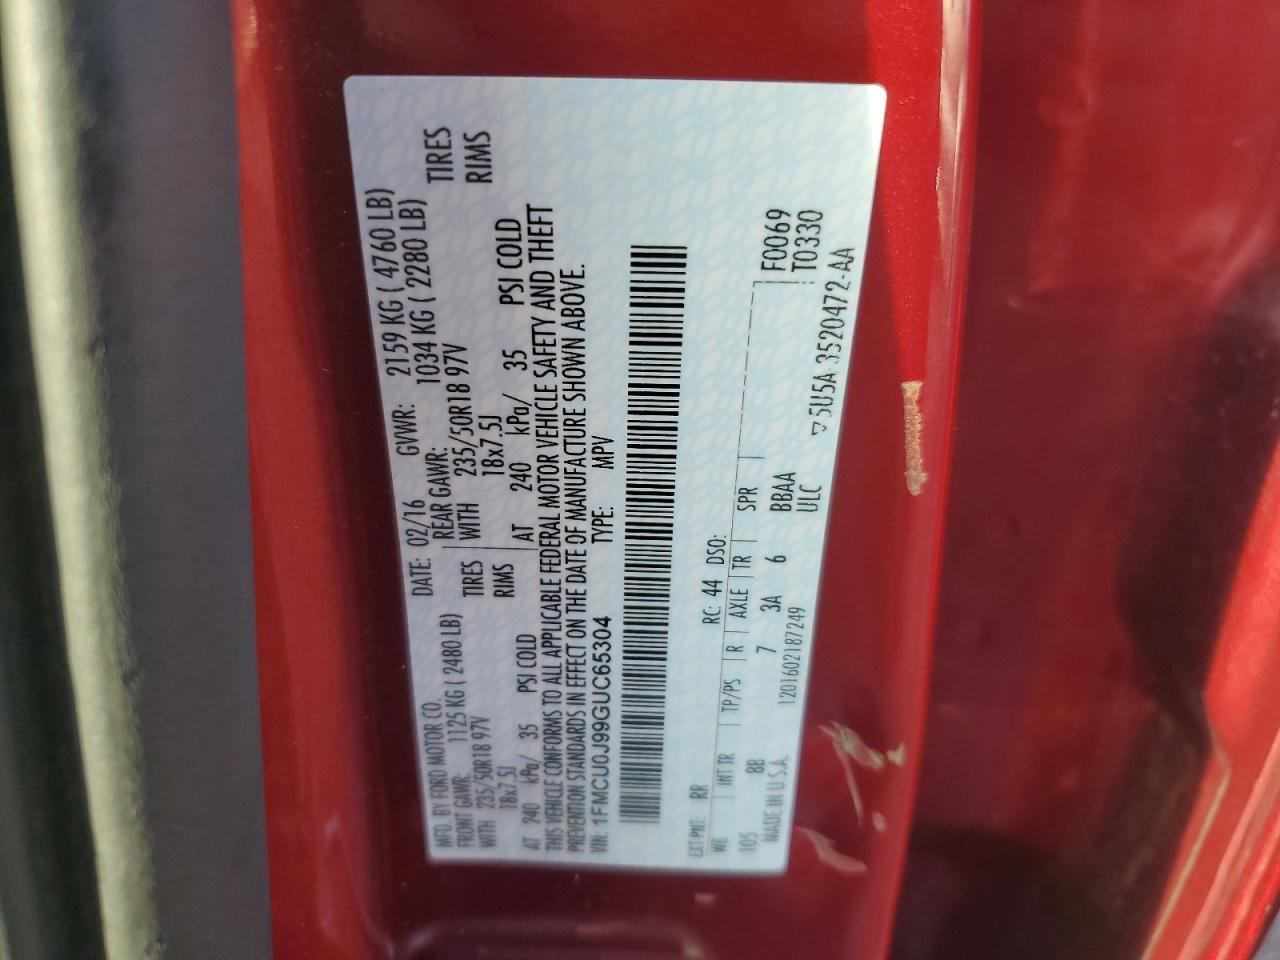 MFD. BY FORD MOTOR CO.
DATE: 02/16 GVWR: 2159 KG ( 4760 LB)
FRONT GAWR: 1125 KG ( 2480 LB) REAR GAWR: 1034 KG ( 2280 LB)
WITH 235/50R18 97V TIRES WITH 235/50R18 97V TIRES
18x7.5J RIMS 18x7.5J RIMS
AT 240 kPa/ 35 PSI COLD AT 240 kPa/ 35 PSI COLD
THIS VEHICLE CONFORMS TO ALL APPLICABLE FEDERAL MOTOR VEHICLE SAFETY AND THEFT
PREVENTION STANDARDS IN EFFECT ON THE DATE OF MANUFACTURE SHOWN ABOVE.
VIN: 1FMCU0J99GUC65304 TYPE: MPV
EXT PNT: RR RC: 44 DSO:
WB INT TR TP/PS R AXLE TR SPR F0069
105 8B 7 3A 6 BBAA T0330
MADE IN U.S.A. 1201602187249 ULC
5U5A 3520472-AA